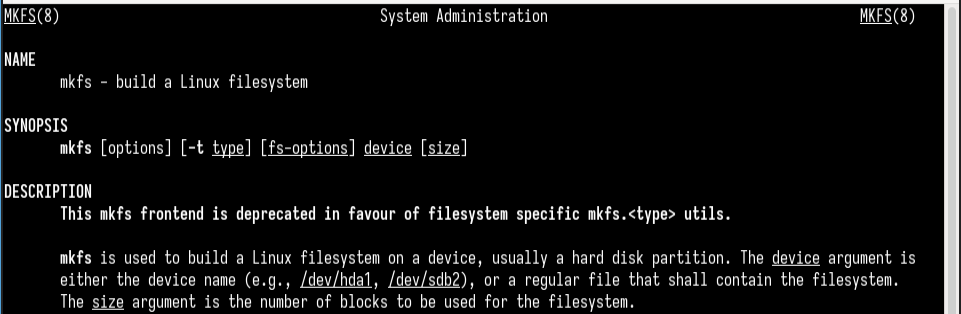 MKFS(8) System Administration MKFS(8)
NAME
mkfs - build a Linux filesystem
SYNOPSIS
mkfs [options] [-t type] [fs-options] device [size]
DESCRIPTION
This mkfs frontend is deprecated in favour of filesystem specific mkfs.<type> utils.
mkfs is used to build a Linux filesystem on a device, usually a hard disk partition. The device argument is
either the device name (e.g., /dev/hda1, /dev/sdb2), or a regular file that shall contain the filesystem.
The size argument is the number of blocks to be used for the filesystem.